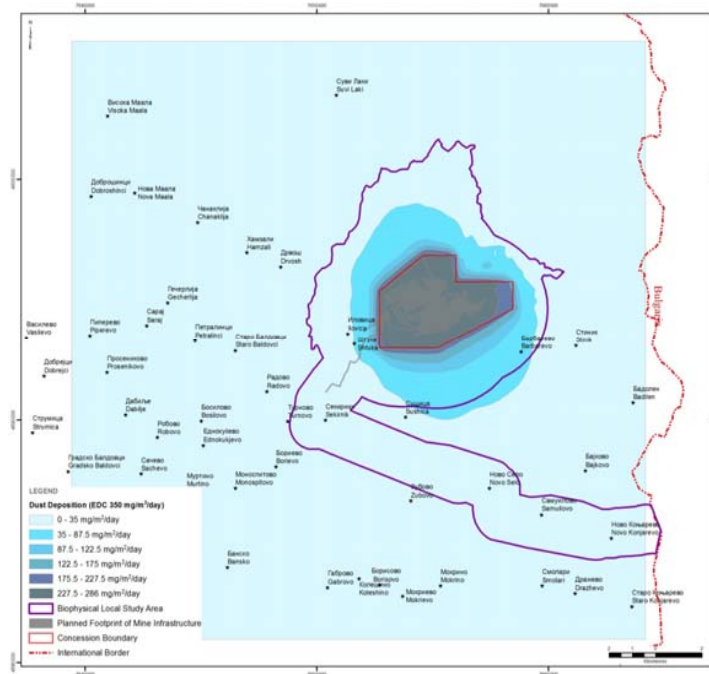 Суви Лаки
Suvi Laki
Висока Маала
Visoka Maala
Доброшинци
Dobroshinci
Нова Маала
Nova Maala
Чанаклија
Chanaklija
Хамзали
Hamzali
Дрвош
Drvosh
Гечерлија
Gecherlija
Bulgaria
Сарај
Saraj
Василево
Vasilevo
Пиперево
Piperevo
Петралинци
Petralinci
Иловица
Ilovica
Штука
Shtuka
Старо Балдовци
Staro Baldovci
Барбарево
Barbarevo
Стиник
Stinik
Добрејци
Dobrejci
Просениково
Prosenikovo
Радово
Radovo
Бадолен
Badilen
Дабиље
Dabilje
Босилово
Bosilovo
Турново
Turnovo
Секирник
Sekirnik
Сушица
Sushica
Струмица
Strumica
Робово
Robovo
Еднокукево
Ednokukjevo
Градско Балдовци
Gradsko Baldovci
Сачево
Sachevo
Муртино
Murtino
Моноспитово
Monospitovo
Бориево
Borievo
Бајково
Bajkovo
Зубово
Zubovo
Ново Село
Novo Selo
Самуилово
Samuilovo
Ново Коњарево
Novo Konjarevo
Банско
Bansko
Габрово
Gabrovo
Борисово
Borisovo
Колешино
Koleshino
Мокрино
Mokrino
Мокриево
Mokrievo
Смолари
Smolari
Дражево
Drazhevo
Старо Коњарево
Staro Konjarevo
LEGEND
Dust Deposition (EDC 350 mg/m²/day)
0 - 35 mg/m²/day
35 - 87.5 mg/m²/day
87.5 - 122.5 mg/m²/day
122.5 - 175 mg/m²/day
175.5 - 227.5 mg/m²/day
227.5 - 286 mg/m²/day
Biophysical Local Study Area
Planned Footprint of Mine Infrastructure
Concession Boundary
International Border